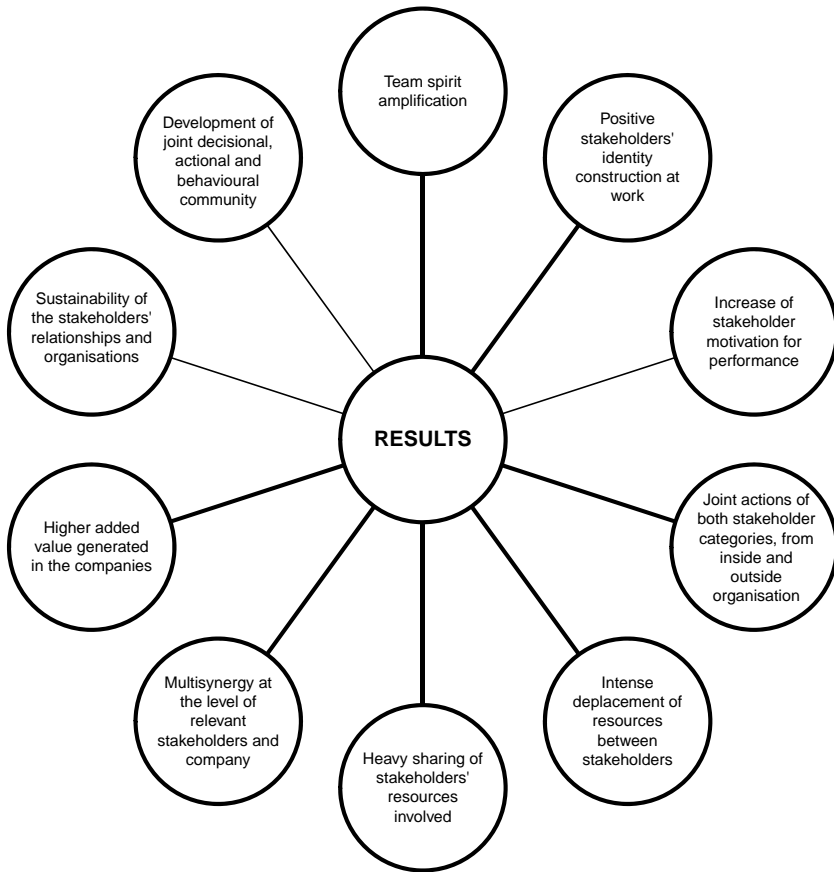 Team spirit
amplification
Positive
stakeholders'
identity
construction at
work
Increase of
stakeholder
motivation for
performance
Joint actions of
both stakeholder
categories, from
inside and
outside
organisation
Intense
deplacement of
resources
between
stakeholders
Heavy sharing of
stakeholders'
resources
involved
Multisynergy at
the level of
relevant
stakeholders and
company
Higher added
value generated
in the companies
Sustainability of
the stakeholders'
relationships and
organisations
Development of
joint decisional,
actional and
behavioural
community
RESULTS